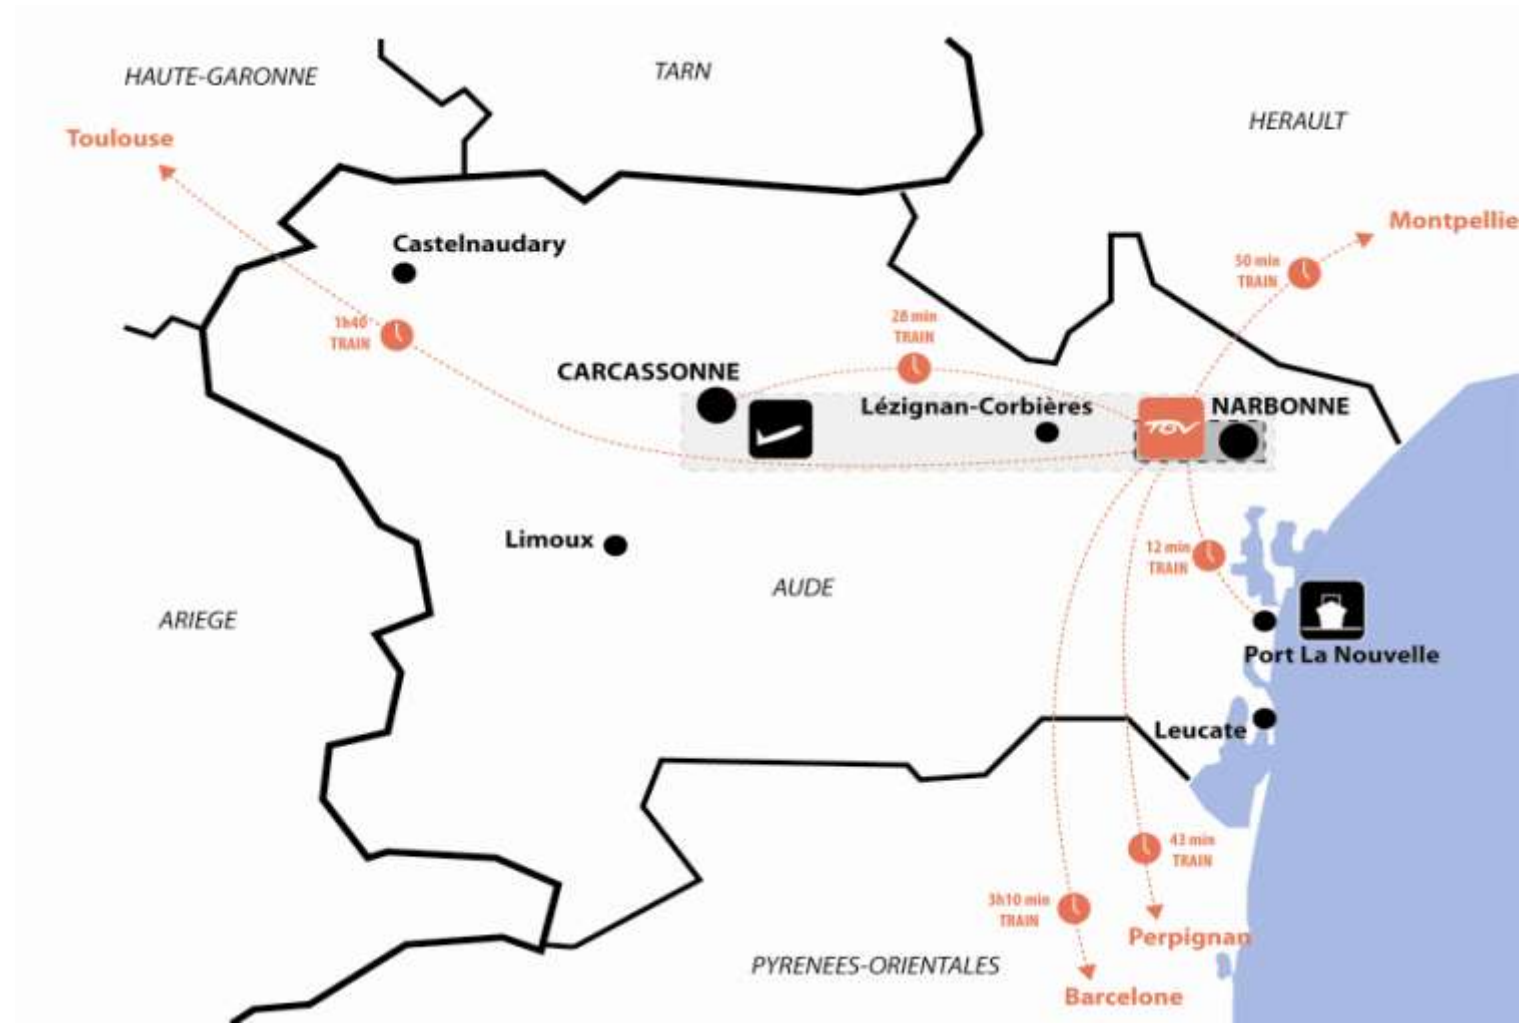 HAUTE-GARONNE
TARN
HERAULT
Toulouse
Montpellie
Castelnaudary
50 min
TRAIN
1h40
TRAIN
28 min
TRAIN
CARCASSONNE
Lézignan-Corbières
TGV
NARBONNE
Limoux
12 min
TRAIN
AUDE
ARIEGE
Port La Nouvelle
Leucate
43 min
TRAIN
3h10 min
TRAIN
Perpignan
PYRENEES-ORIENTALES
Barcelone